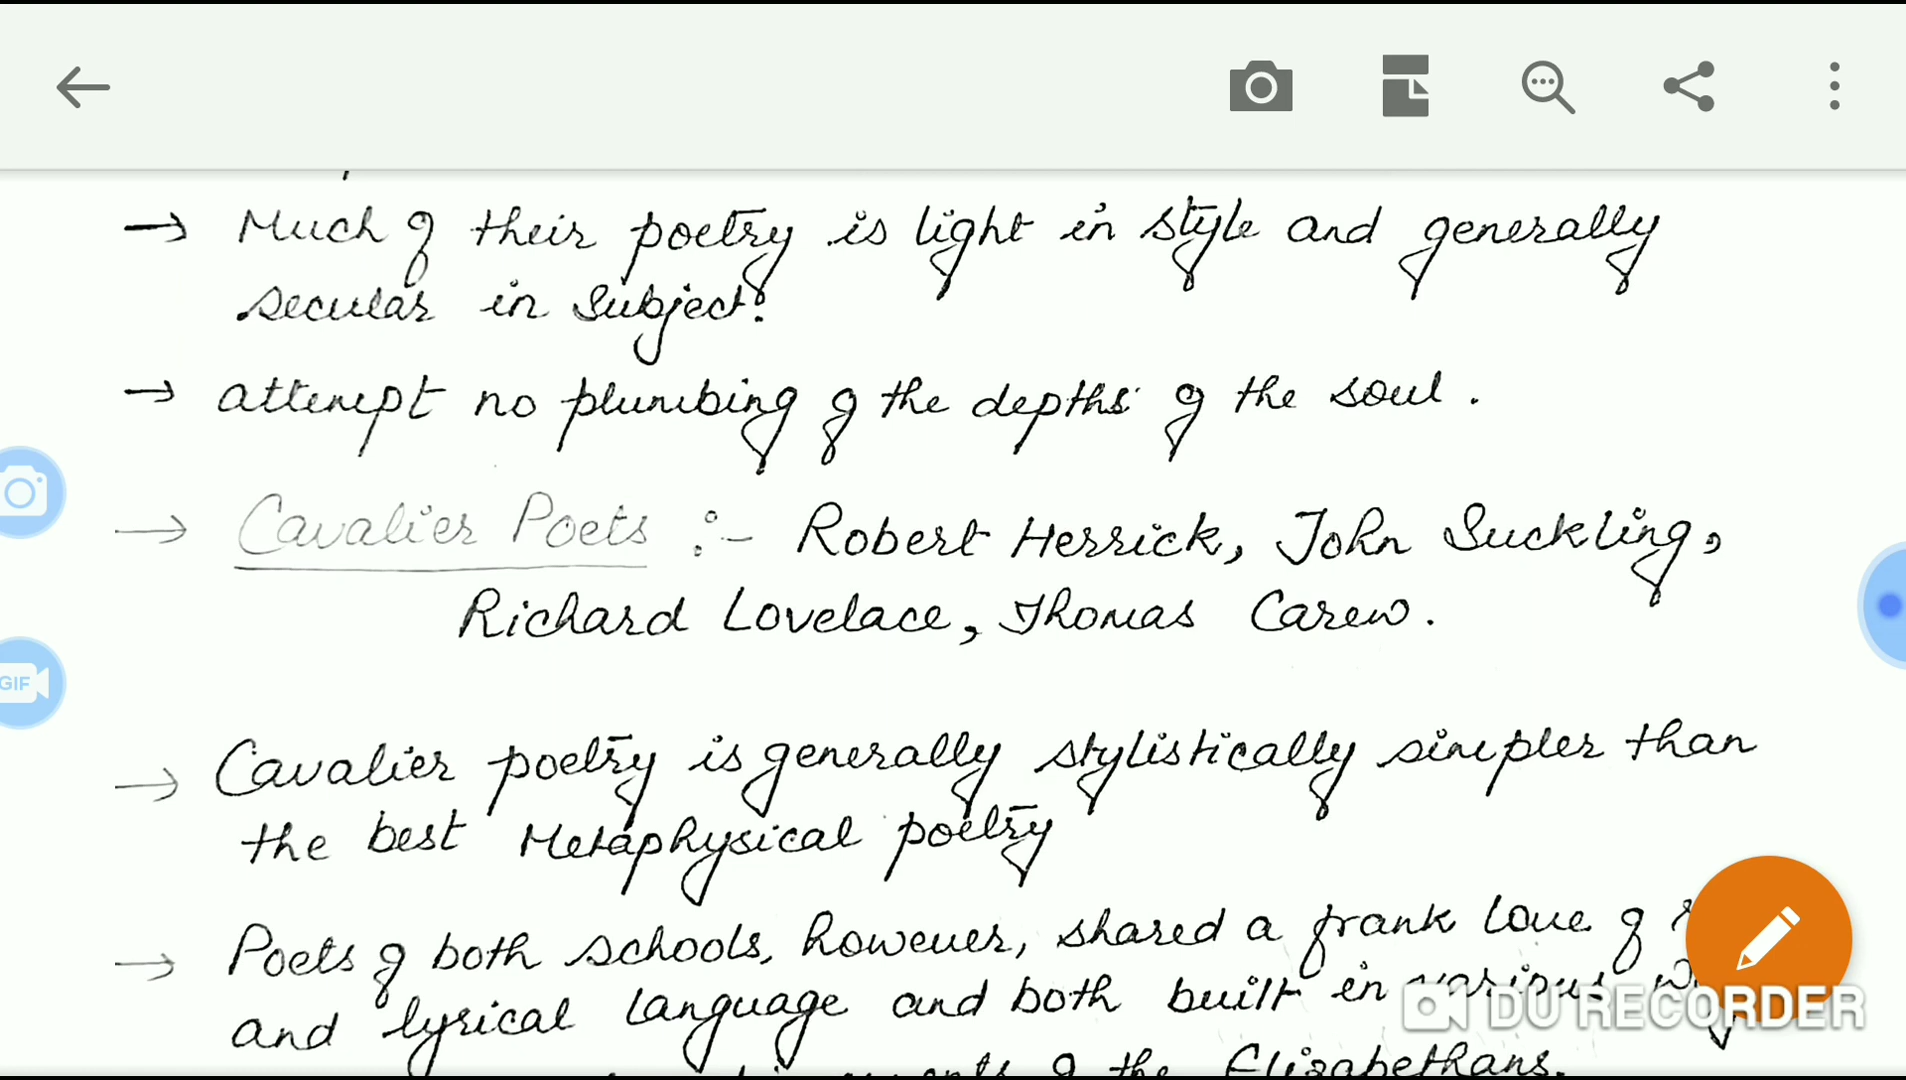 → Much of their poetry is light in style and generally
secular in subject.
→ attempt no plumbing of the depths of the soul.
→ Cavalier Poets :- Robert Herrick, John Suckling,
Richard Lovelace, Thomas Carew.
→ Cavalier poetry is generally stylistically simpler than
the best Metaphysical poetry
→ Poets of both schools, however, shared a frank love of
and lyrical language and both built in various
of the Elizabethans.
GIF
DU RECORDER